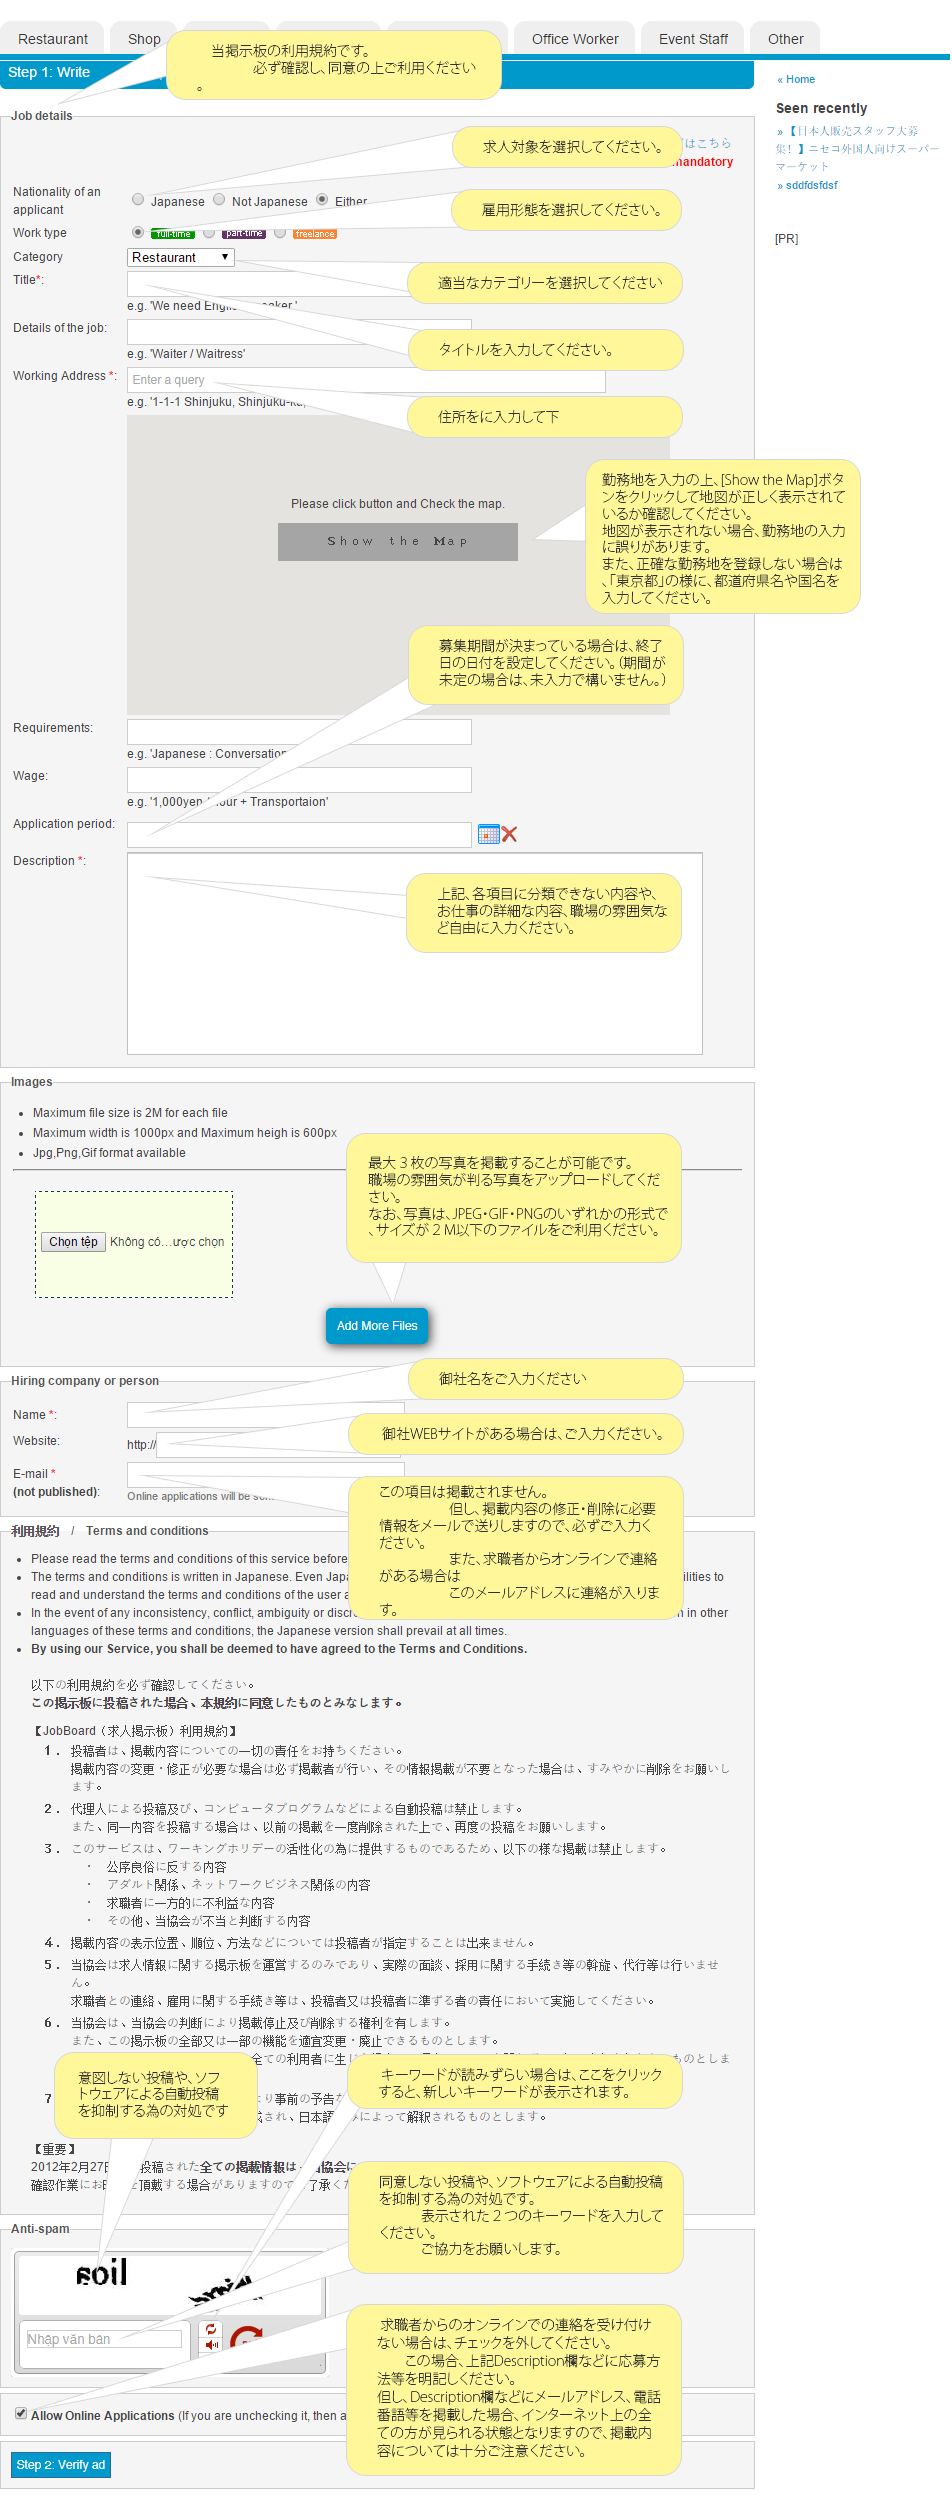 Restaurant
Shop
Office Worker
Event Staff
Other
当掲示板の利用規約です。
必ず確認し、同意の上ご利用ください
。
Step 1: Write
« Home
Seen recently
» 【日本人販売スタッフ大募
集！】ニセコ外国人向けスーパー
マーケット
» sddfdsfdsf
[PR]
Job details
はこちら
求人対象を選択してください。
mandatory
Nationality of an
applicant
Japanese
Not Japanese
Either
雇用形態を選択してください。
Work type
full-time
part-time
freelance
Category
Restaurant
適当なカテゴリーを選択してください
Title*:
e.g. 'We need English
タイトルを入力してください。
Details of the job:
e.g. 'Waiter / Waitress'
Working Address *:
Enter a query
e.g. '1-1-1 Shinjuku, Shinjuku-ku,
住所をに入力して下
Please click button and Check the map.
Show the Map
勤務地を入力の上、[Show the Map]ボタ
ンをクリックして地図が正しく表示されて
いるか確認してください。
地図が表示されない場合、勤務地の入力
に誤りがあります。
また、正確な勤務地を登録しない場合は
、「東京都」の様に、都道府県名や国名を
入力してください。
募集期間が決まっている場合は、終了
日の日付を設定してください。（期間が
未定の場合は、未入力で構いません。）
Requirements:
e.g. 'Japanese : Conversation
Wage:
e.g. '1,000yen / hour + Transportaion'
Application period:
Description *:
上記、各項目に分類できない内容や、
お仕事の詳細な内容、職場の雰囲気な
ど自由に入力ください。
Images
Maximum file size is 2M for each file
Maximum width is 1000px and Maximum heigh is 600px
Jpg,Png,Gif format available
最大３枚の写真を掲載することが可能です。
職場の雰囲気が判る写真をアップロードしてくだ
さい。
なお、写真は、JPEG・GIF・PNGのいずれかの形式で
、サイズが２M以下のファイルをご利用ください。
Chọn tệp
Không có...ược chọn
Add More Files
Hiring company or person
御社名をご入力ください
Name *:
Website:
http://
御社WEBサイトがある場合は、ご入力ください。
E-mail *
(not published):
Online applications will be sent
この項目は掲載されません。
但し、掲載内容の修正・削除に必要
情報をメールで送りしますので、必ずご入力く
ださい。
また、求職者からオンラインで連絡
がある場合は
このメールアドレスに連絡が入りま
す。
利用規約 / Terms and conditions
Please read the terms and conditions of this service before
The terms and conditions is written in Japanese. Even Japa
ilities to
read and understand the terms and conditions of the user a
In the event of any inconsistency, conflict, ambiguity or discre
n in other
languages of these terms and conditions, the Japanese version shall prevail at all times.
By using our Service, you shall be deemed to have agreed to the Terms and Conditions.
以下の利用規約を必ず確認してください。
この掲示板に投稿された場合、本規約に同意したものとみなします。
【JobBoard（求人掲示板）利用規約】
1. 投稿者は、掲載内容についての一切の責任をお持ちください。
掲載内容の変更・修正が必要な場合は必ず掲載者が行い、その情報掲載が不要となった場合は、すみやかに削除をお願いし
ます。
2. 代理人による投稿及び、コンピュータプログラムなどによる自動投稿は禁止します。
また、同一内容を投稿する場合は、以前の掲載を一度削除された上で、再度の投稿をお願いします。
3. このサービスは、ワーキングホリデーの活性化の為に提供するものであるため、以下の様な掲載は禁止します。
・ 公序良俗に反する内容
・ アダルト関係、ネットワークビジネス関係の内容
・ 求職者に一方的に不利益な内容
・ その他、当協会が不当と判断する内容
4. 掲載内容の表示位置、順位、方法などについては投稿者が指定することは出来ません。
5. 当協会は求人情報に関する掲示板を運営するのみであり、実際の面談、採用に関する手続き等の斡旋、代行等は行いませ
ん。
求職者との連絡、雇用に関する手続き等は、投稿者又は投稿者に準ずる者の責任において実施してください。
6. 当協会は、当協会の判断により掲載停止及び削除する権利を有します。
また、この掲示板の全部又は一部の機能を適宜変更・廃止できるものとします。
全ての利用者に生じ
ものとしま
7
より事前の予告な
成され、日本語
みによって解釈されるものとします。
意図しない投稿や、ソフ
トウェアによる自動投稿
を抑制する為の対処です
キーワードが読みずらい場合は、ここをクリック
すると、新しいキーワードが表示されます。
【重要】
2012年2月27日
投稿された全ての掲載情報は
協会に
確認作業にお時
を頂戴する場合がありますので
了承くだ
同意しない投稿や、ソフトウェアによる自動投稿
を抑制する為の対処です。
表示された２つのキーワードを入力して
ください。
ご協力をお願いします。
Anti-spam
Nhập văn bản
求職者からのオンラインでの連絡を受け付け
ない場合は、チェックを外してください。
この場合、上記Description欄などに応募方
法等を明記しください。
但し、Description欄などにメールアドレス、電話
番語等を掲載した場合、インターネット上の全
ての方が見られる状態となりますので、掲載内
容については十分ご注意ください。
Allow Online Applications (If you are unchecking it, then a
Step 2: Verify ad